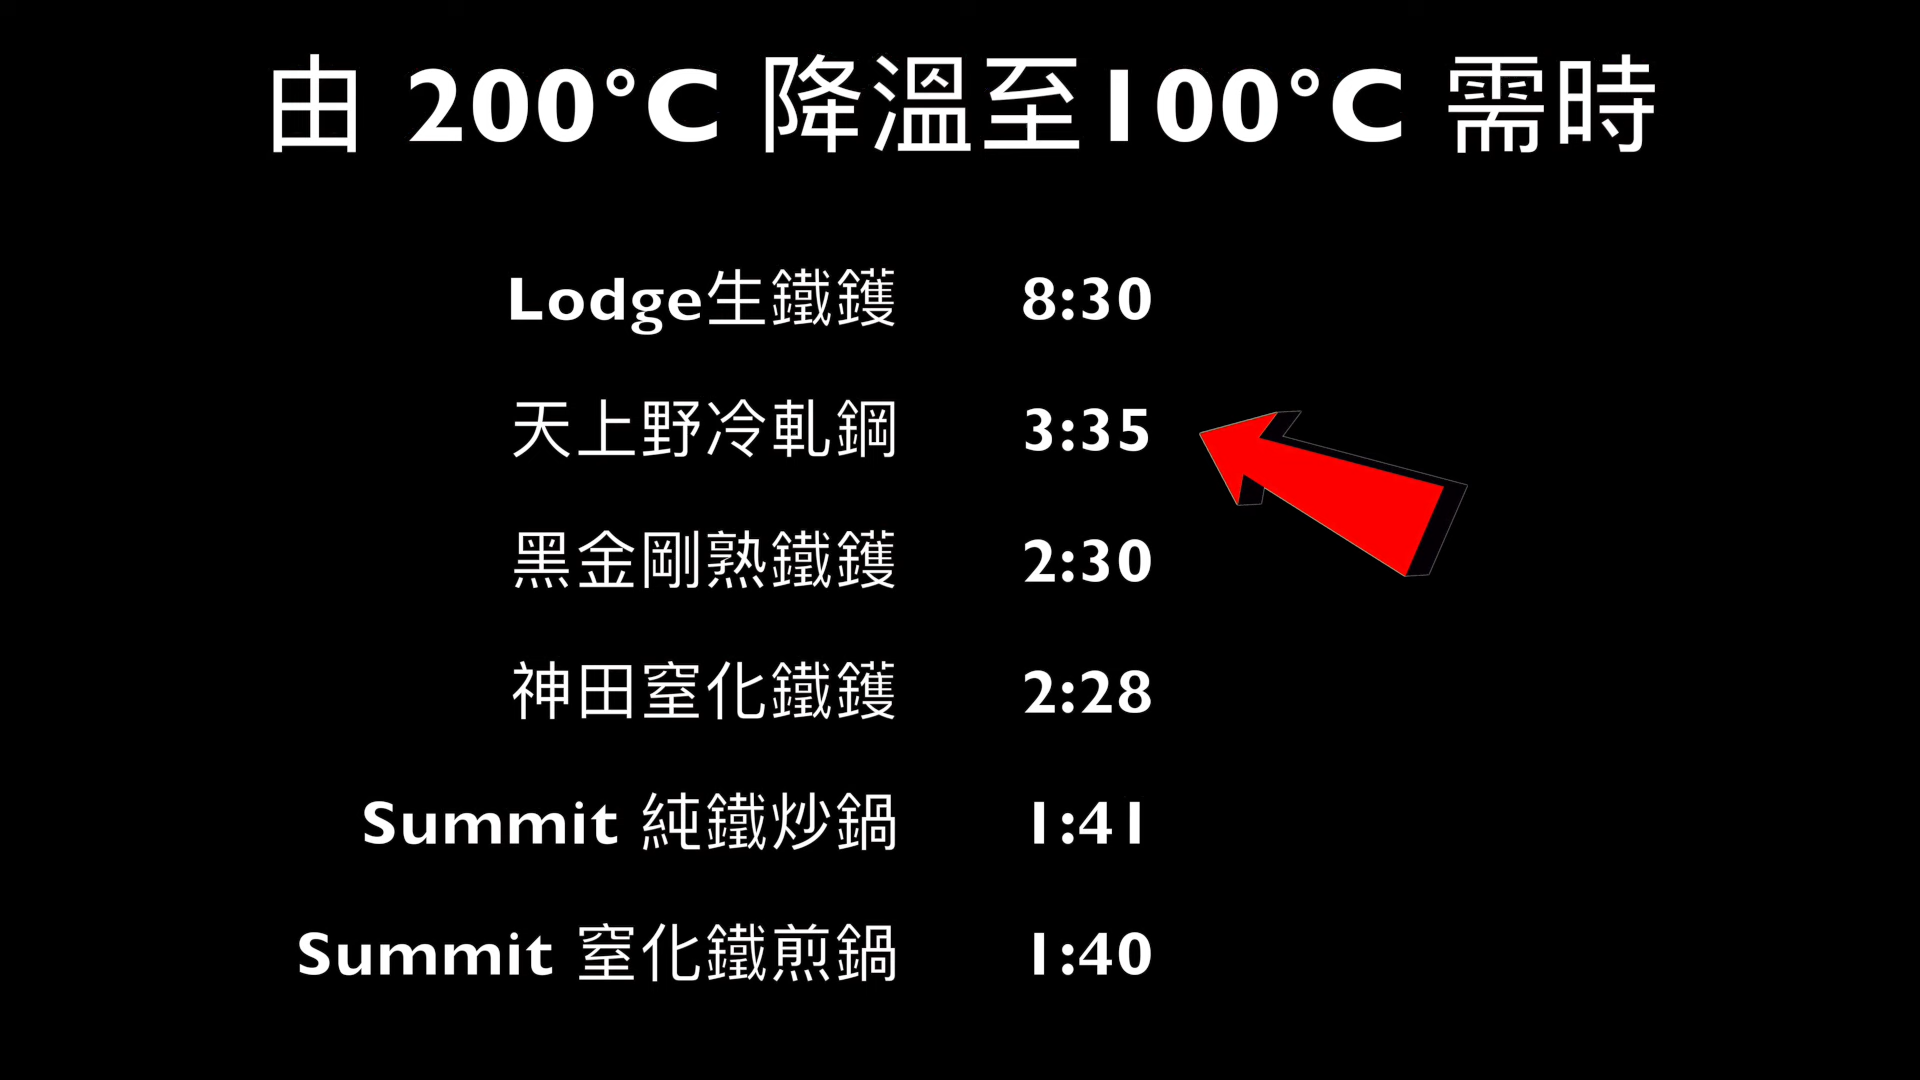 由 200°C 降溫至100°C 需時
Lodge生鐵鑊 8:30
天上野冷軋鋼 3:35
黑金剛熟鐵鑊 2:30
神田窒化鐵鑊 2:28
Summit 純鐵炒鍋 1:41
Summit 窒化鐵煎鍋 1:40